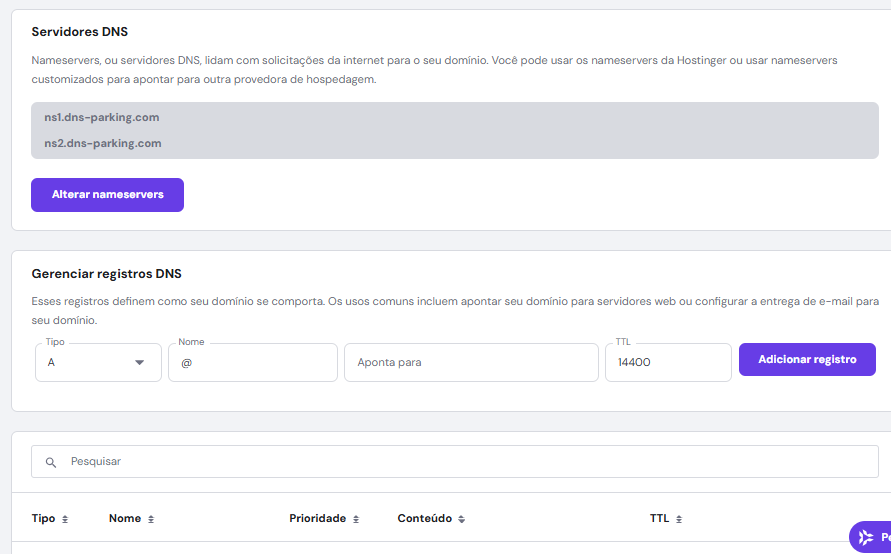 Servidores DNS
Nameservers, ou servidores DNS, lidam com solicitações da internet para o seu domínio. Você pode usar os nameservers da Hostinger ou usar nameservers
customizados para apontar para outra provedora de hospedagem.
ns1.dns-parking.com
ns2.dns-parking.com
Alterar nameservers
Gerenciar registros DNS
Esses registros definem como seu domínio se comporta. Os usos comuns incluem apontar seu domínio para servidores web ou configurar a entrega de e-mail para
seu domínio.
Tipo Nome TTL
A @ Aponta para 14400 Adicionar registro
Pesquisar
Tipo Nome Prioridade Conteúdo TTL